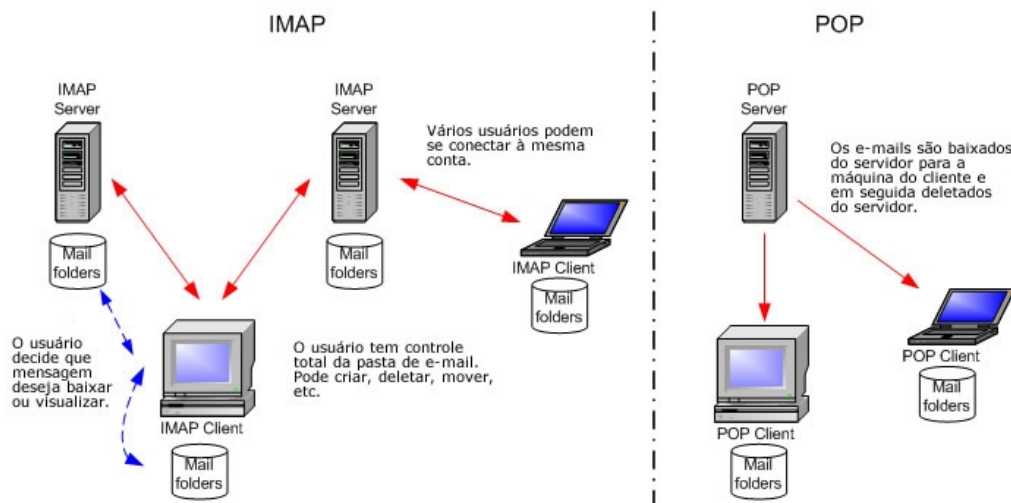 IMAP
POP
IMAP
Server
IMAP
Server
Vários usuários podem
se conectar à mesma
conta.
Mail
folders
Mail
folders
IMAP Client
Mail
folders
O usuário
decide que
mensagem
deseja baixar
ou visualizar.
O usuário tem controle
total da pasta de e-mail.
Pode criar, deletar, mover,
etc.
IMAP Client
Mail
folders
POP
Server
Os e-mails são baixados
do servidor para a
máquina do cliente e
em seguida deletados
do servidor.
POP Client
Mail
folders
POP Client
Mail
folders